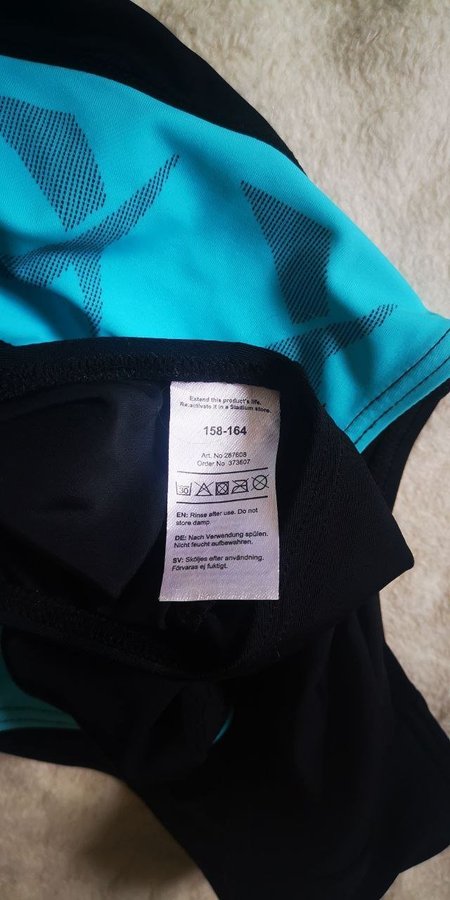 Extend this product's life.
Re:activate it in a Stadium store.
158-164
Art. No 287608
Order No 373607
30
EN: Rinse after use. Do not
store damp.
DE: Nach Verwendung spülen.
Nicht feucht aufbewahren.
SV: Sköljes efter användning.
Förvaras ej fuktigt.